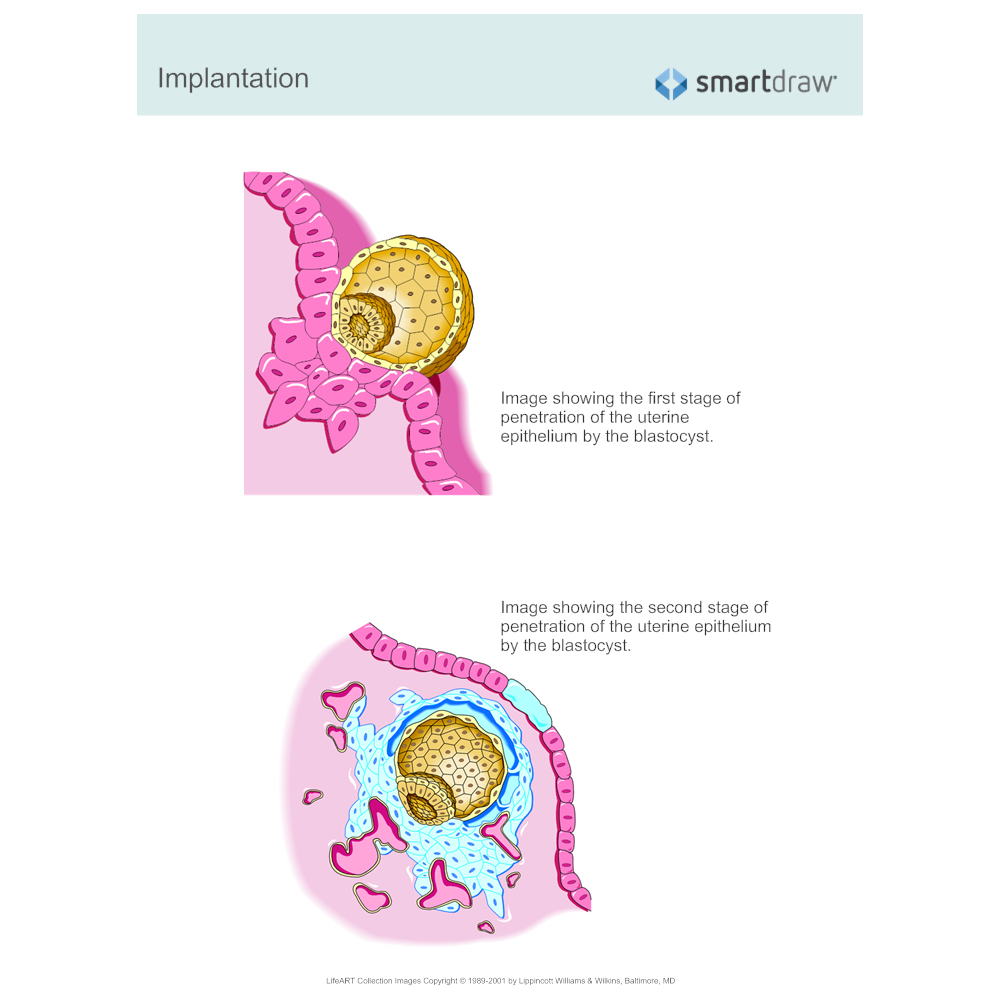 Implantation
smartdraw
Image showing the first stage of
penetration of the uterine
epithelium by the blastocyst.
Image showing the second stage of
penetration of the uterine epithelium
by the blastocyst.
LifeART Collection Images Copyright © 1989-2001 by Lippincott Williams & Wilkins, Baltimore, MD